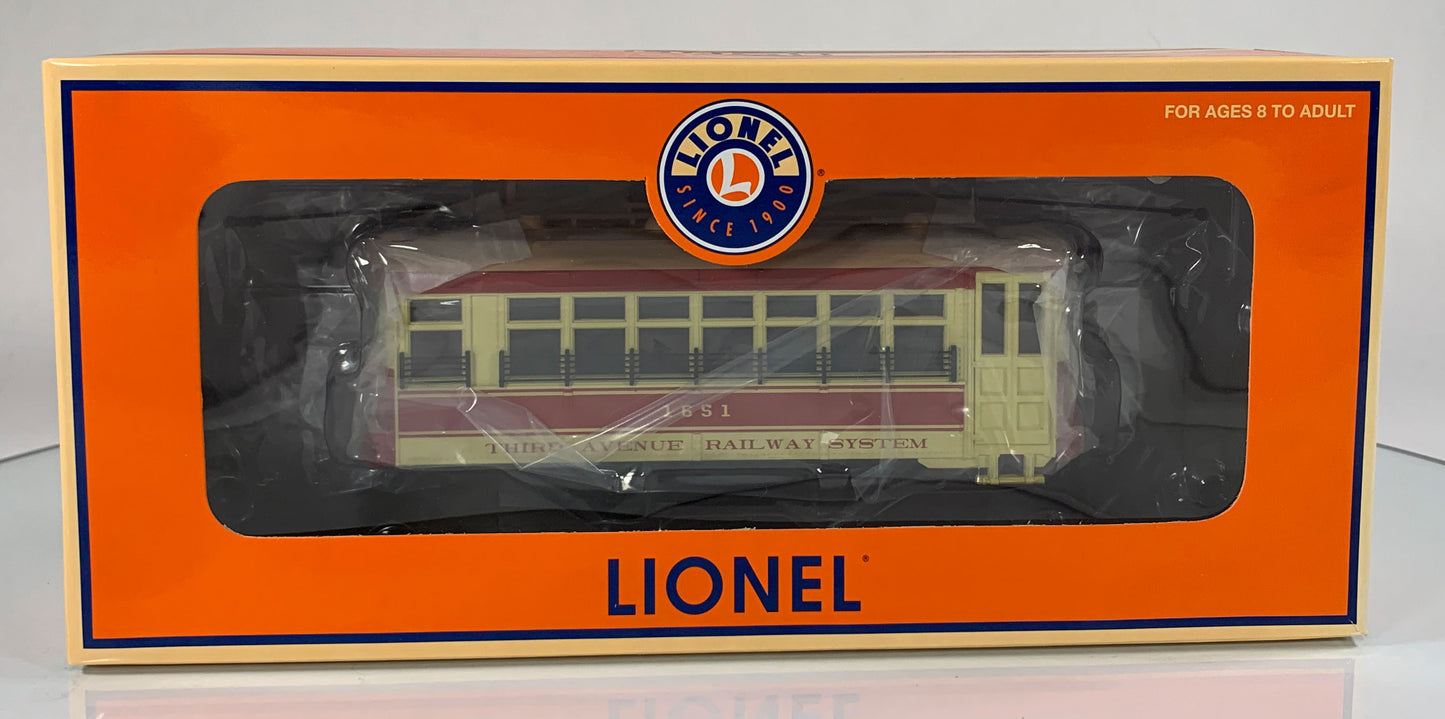 FOR AGES 8 TO ADULT
LIONEL
L
SINCE 1900
®
1651
THIRD AVENUE RAILWAY SYSTEM
LIONEL®